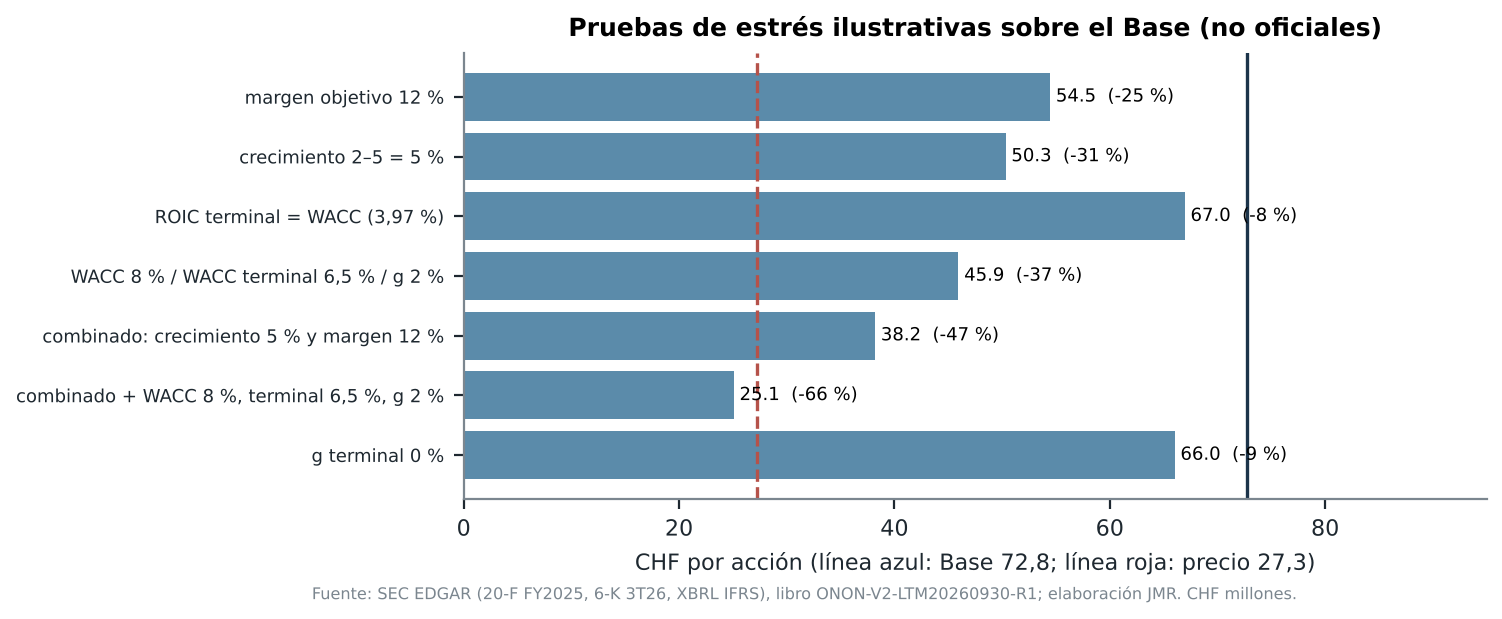 Pruebas de estrés ilustrativas sobre el Base (no oficiales)
margen objetivo 12 % 54.5 (-25 %)
crecimiento 2–5 = 5 % 50.3 (-31 %)
ROIC terminal = WACC (3,97 %) 67.0 (-8 %)
WACC 8 % / WACC terminal 6,5 % / g 2 % 45.9 (-37 %)
combinado: crecimiento 5 % y margen 12 % 38.2 (-47 %)
combinado + WACC 8 %, terminal 6,5 %, g 2 % 25.1 (-66 %)
g terminal 0 % 66.0 (-9 %)
0 20 40 60 80
CHF por acción (línea azul: Base 72,8; línea roja: precio 27,3)
Fuente: SEC EDGAR (20-F FY2025, 6-K 3T26, XBRL IFRS), libro ONON-V2-LTM20260930-R1; elaboración JMR. CHF millones.